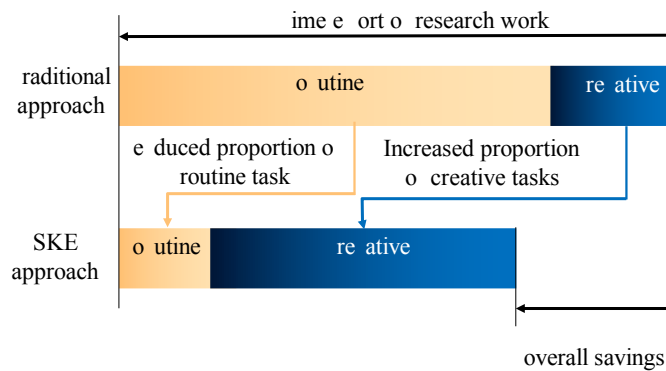 ime e ort o research work
raditional
approach
o utine
re ative
e duced proportion o
routine task
Increased proportion
o creative tasks
SKE
approach
o utine
re ative
overall savings